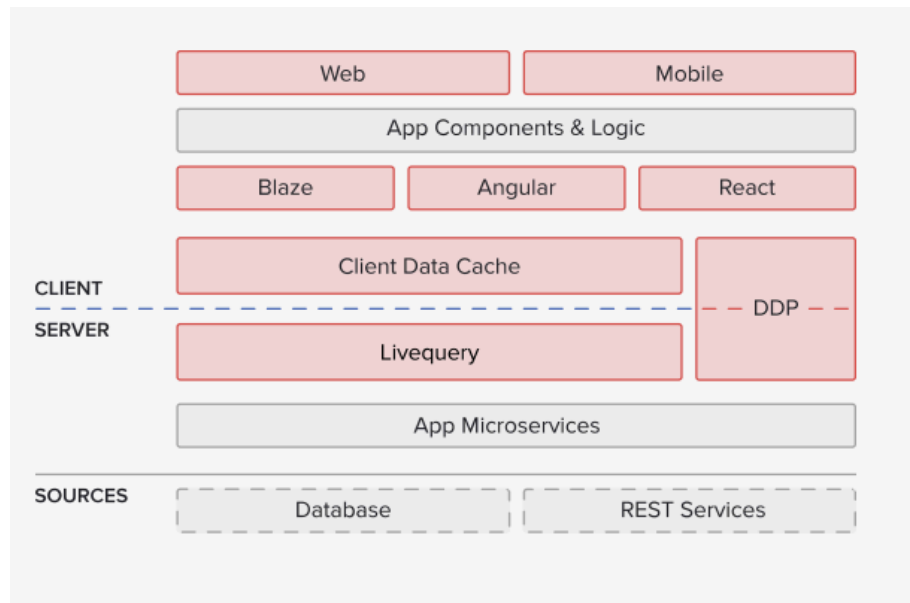 Web
Mobile
App Components & Logic
Blaze
Angular
React
Client Data Cache
CLIENT
DDP
SERVER
Livequery
App Microservices
SOURCES
Database
REST Services